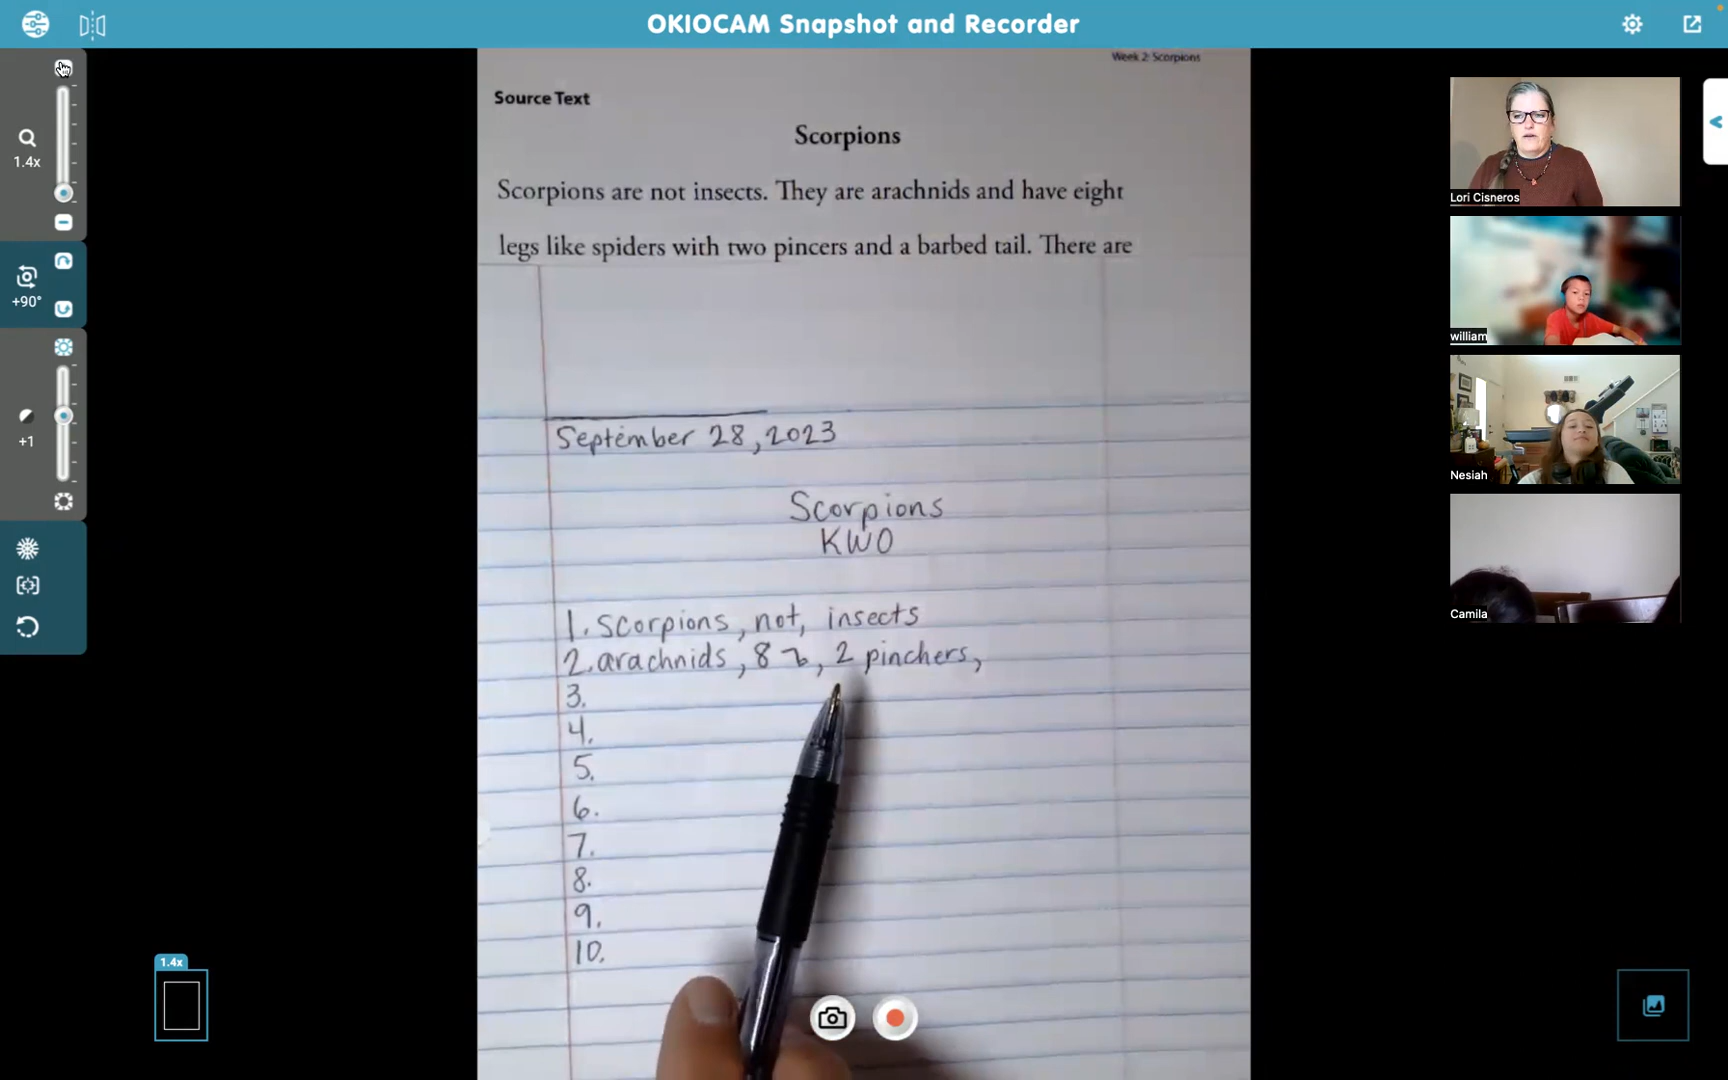 OKIOCAM Snapshot and Recorder
Week 2: Scorpions
Source Text
Scorpions
Scorpions are not insects. They are arachnids and have eight
legs like spiders with two pincers and a barbed tail. There are
September 28, 2023
Scorpions
KWO
1. scorpions, not, insects
2. arachnids, 8 , 2 pinchers,
3.
4.
5.
6.
7.
8.
9.
10.
1.4x
+90°
+1
1.4x
Lori Cisneros
william
Nesiah
Camila